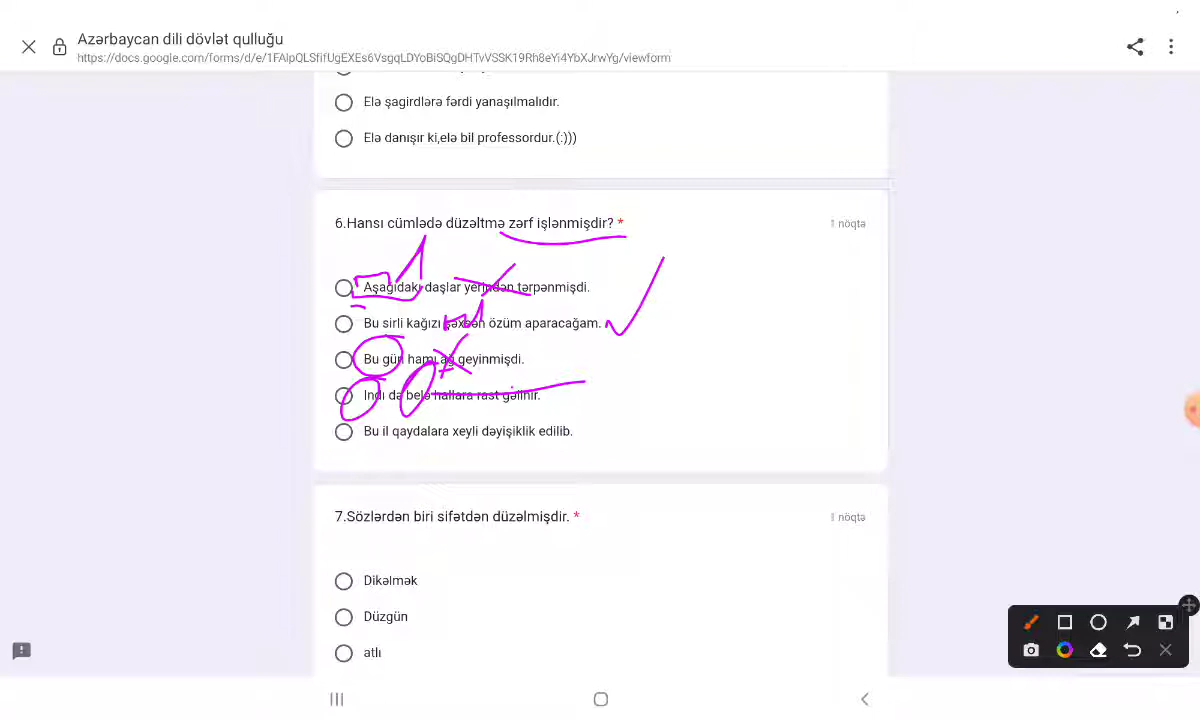 Azərbaycan dili dövlət qulluğu
https://docs.google.com/forms/d/e/1FAIpQLSfifUgEXEs6VsgqLDYoBiSQgDHTvVSSK19Rh8eYi4YbXJrwYg/viewform
Elə şagirdlərə fərdi yanaşılmalıdır.
Elə danışır ki,elə bil professordur.(:)))
6.Hansı cümlədə düzəltmə zərf işlənmişdir? *
1 nöqtə
Aşağıdakı daşlar yerindən tərpənmişdi.
Bu sirli kağızı şəxsən özüm aparacağam.
Bu gün hamı ağ geyinmişdi.
İndi də belə hallara rast gəlinir.
Bu il qaydalara xeyli dəyişiklik edilib.
7.Sözlərdən biri sifətdən düzəlmişdir. *
1 nöqtə
Dikəlmək
Düzgün
atlı